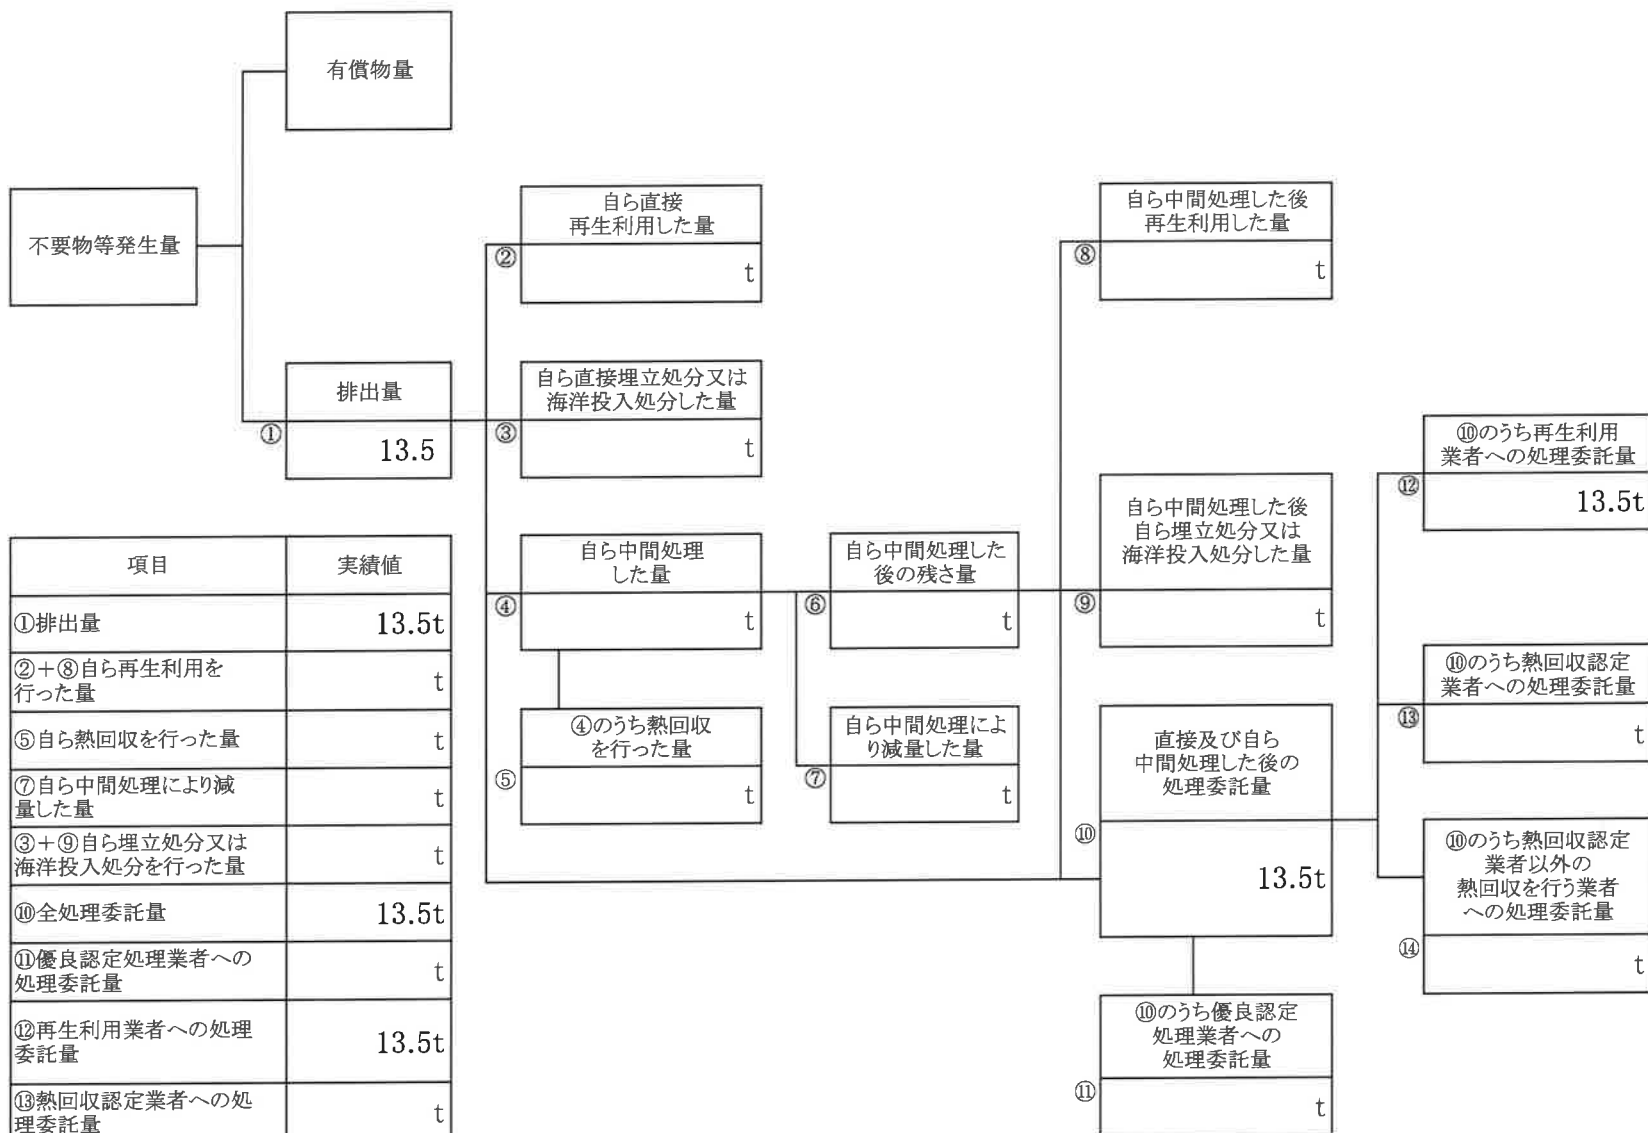 有償物量
不要物等発生量
排出量
①
13.5
自ら直接
再生利用した量
②
t
自ら直接埋立処分又は
海洋投入処分した量
③
t
自ら中間処理
した量
④
t
④のうち熱回収
を行った量
⑤
t
自ら中間処理した
後の残さ量
⑥
t
自ら中間処理によ
り減量した量
⑦
t
自ら中間処理した後
再生利用した量
⑧
t
自ら中間処理した後
自ら埋立処分又は
海洋投入処分した量
⑨
t
直接及び自ら
中間処理した後の
処理委託量
⑩
13.5t
⑩のうち優良認定
処理業者への
処理委託量
⑪
t
⑩のうち再生利用
業者への処理委託量
⑫
13.5t
⑩のうち熱回収認定
業者への処理委託量
⑬
t
⑩のうち熱回収認定
業者以外の
熱回収を行う業者
への処理委託量
⑭
t
項目 実績値
①排出量 13.5t
②+⑧自ら再生利用を
行った量 t
⑤自ら熱回収を行った量 t
⑦自ら中間処理により減
量した量 t
③+⑨自ら埋立処分又は
海洋投入処分を行った量 t
⑩全処理委託量 13.5t
⑪優良認定処理業者への
処理委託量 t
⑫再生利用業者への処理
委託量 13.5t
⑬熱回収認定業者への処
理委託量 t